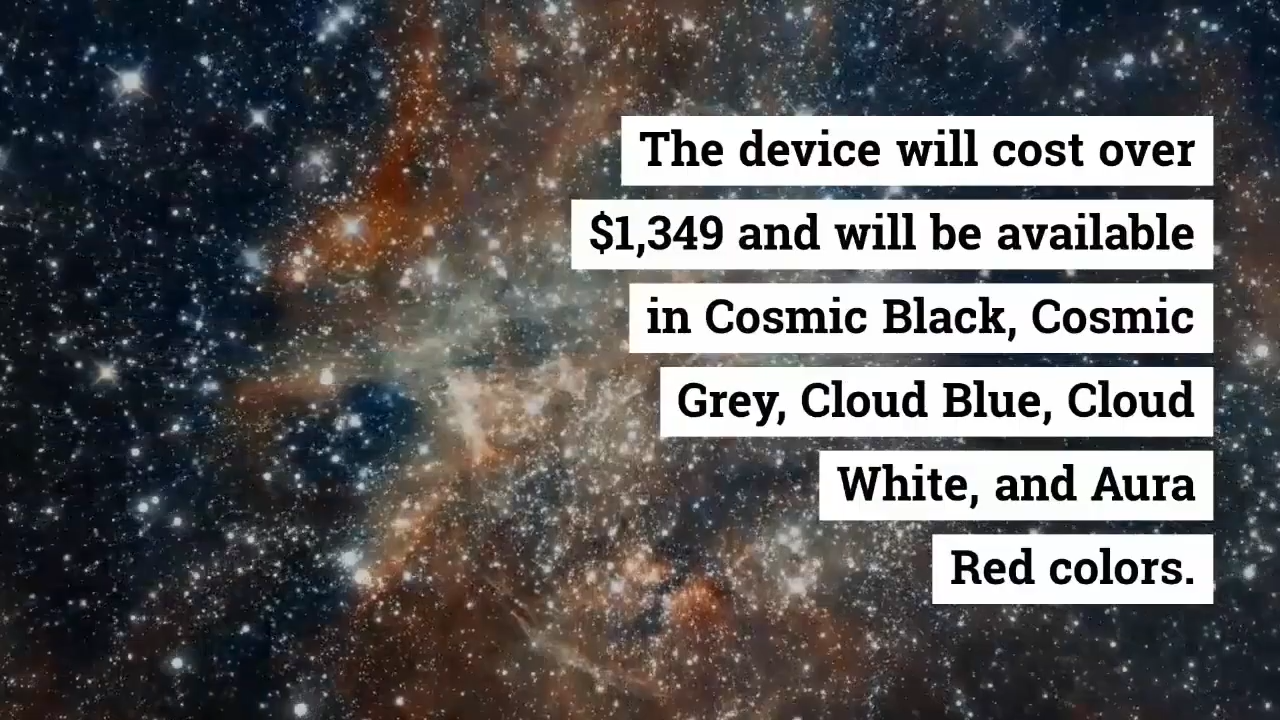 The device will cost over
$1,349 and will be available
in Cosmic Black, Cosmic
Grey, Cloud Blue, Cloud
White, and Aura
Red colors.